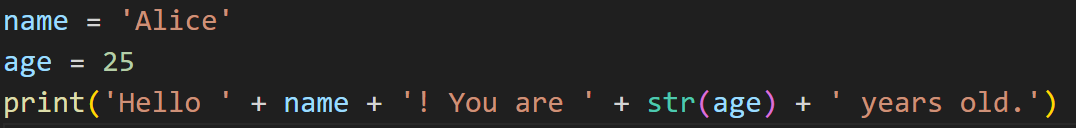 name = 'Alice'
age = 25
print('Hello ' + name + '! You are ' + str(age) + ' years old.')